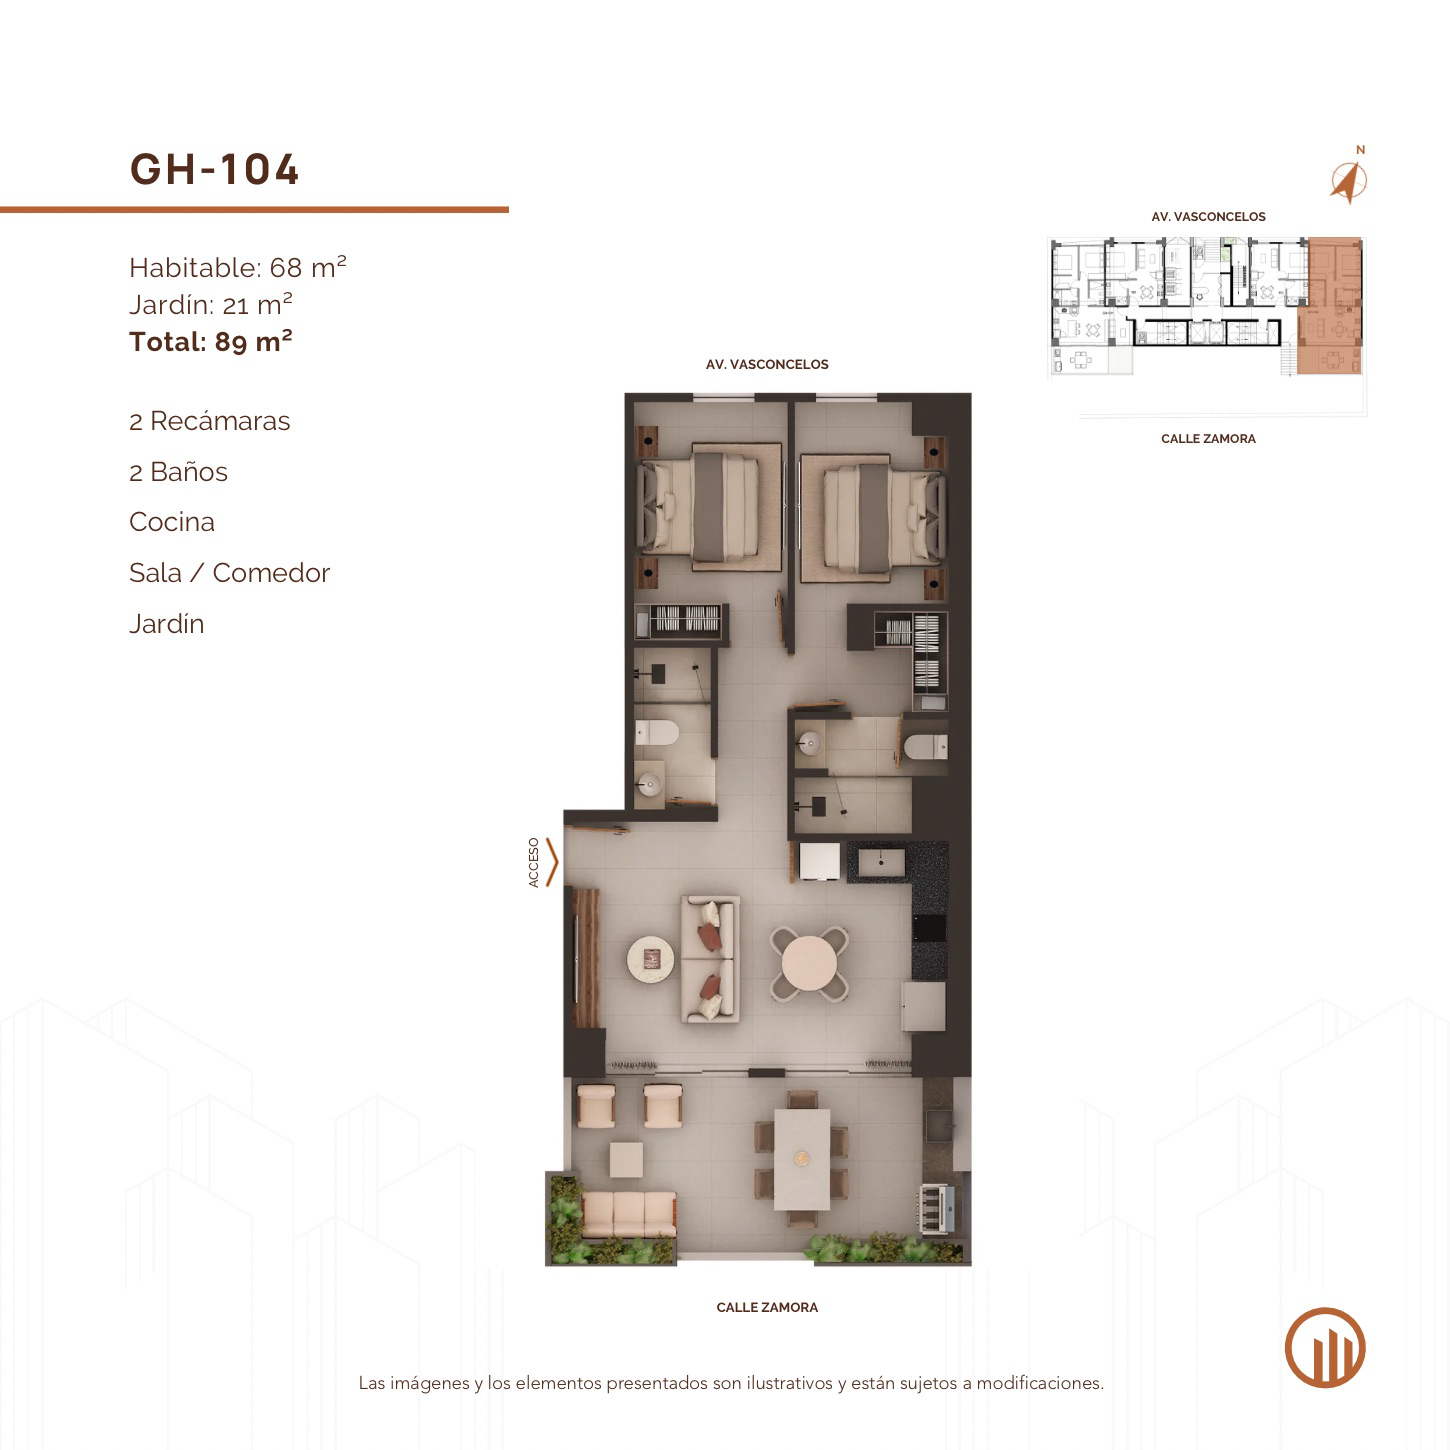 GH-104
Habitable: 68 m²
Jardín: 21 m²
Total: 89 m²
2 Recámaras
2 Baños
Cocina
Sala / Comedor
Jardín
N
AV. VASCONCELOS
CALLE ZAMORA
AV. VASCONCELOS
ACCESO
CALLE ZAMORA
Las imágenes y los elementos presentados son ilustrativos y están sujetos a modificaciones.